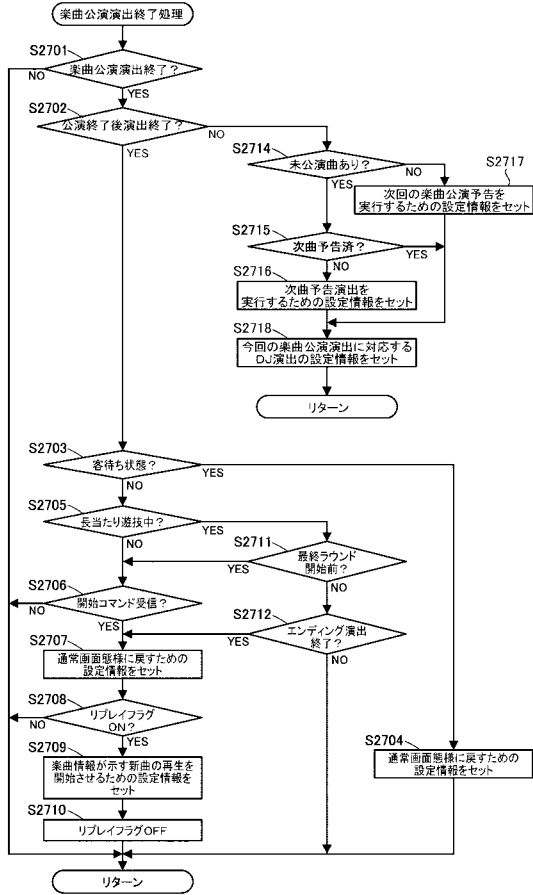 楽曲公演演出終了処理
S2701
楽曲公演演出終了？
NO
YES
S2702
公演終了後演出終了？
NO
YES
S2714
未公演曲あり？
NO
YES
S2717
次回の楽曲公演予告を
実行するための設定情報をセット
S2715
次曲予告済？
YES
NO
S2716
次曲予告演出を
実行するための設定情報をセット
S2718
今回の楽曲公演演出に対応する
DJ演出の設定情報をセット
リターン
S2703
客待ち状態？
YES
NO
S2705
長当たり遊技中？
YES
NO
S2711
最終ラウンド
開始前？
YES
NO
S2706
開始コマンド受信？
NO
YES
S2712
エンディング演出
終了？
YES
NO
S2707
通常画面態様に戻すための
設定情報をセット
S2708
リプレイフラグ
ON？
NO
YES
S2704
通常画面態様に戻すための
設定情報をセット
S2709
楽曲情報が示す新曲の再生を
開始させるための設定情報を
セット
S2710
リプレイフラグOFF
リターン